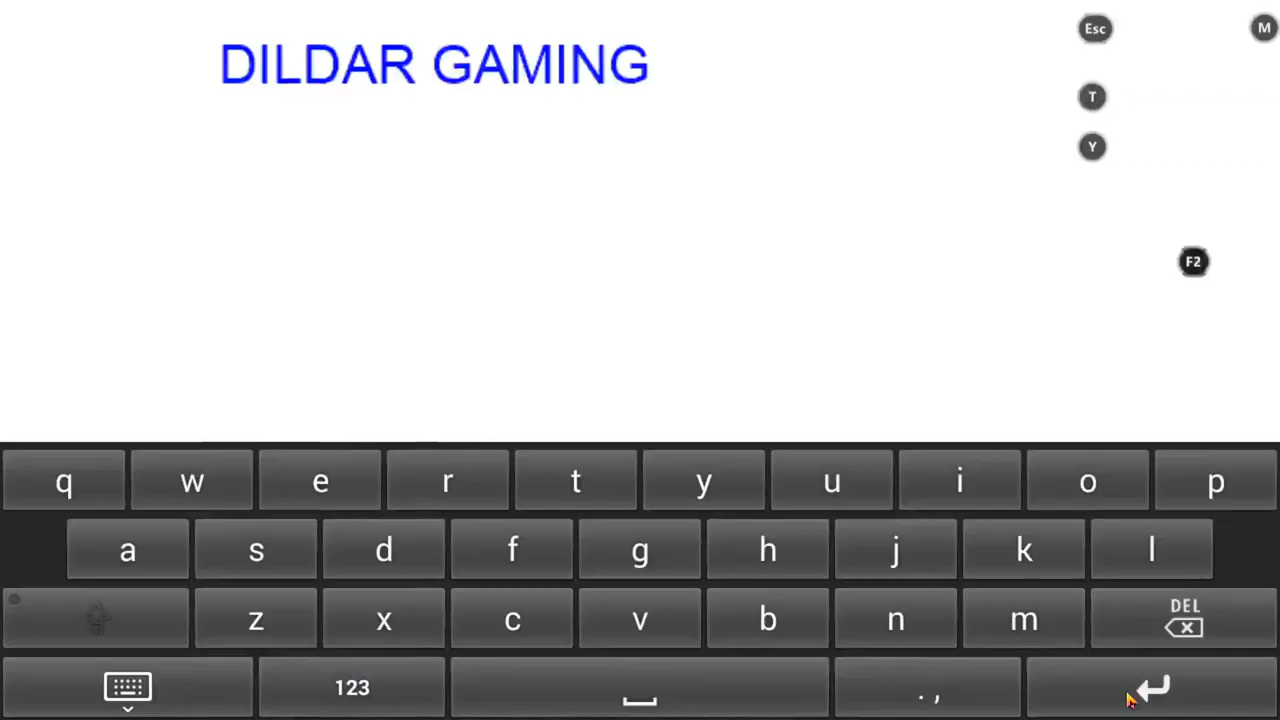 Esc M
DILDAR GAMING
T
Y
F2
q w e r t y u i o p
a s d f g h j k l
z x c v b n m DEL
123 . ,